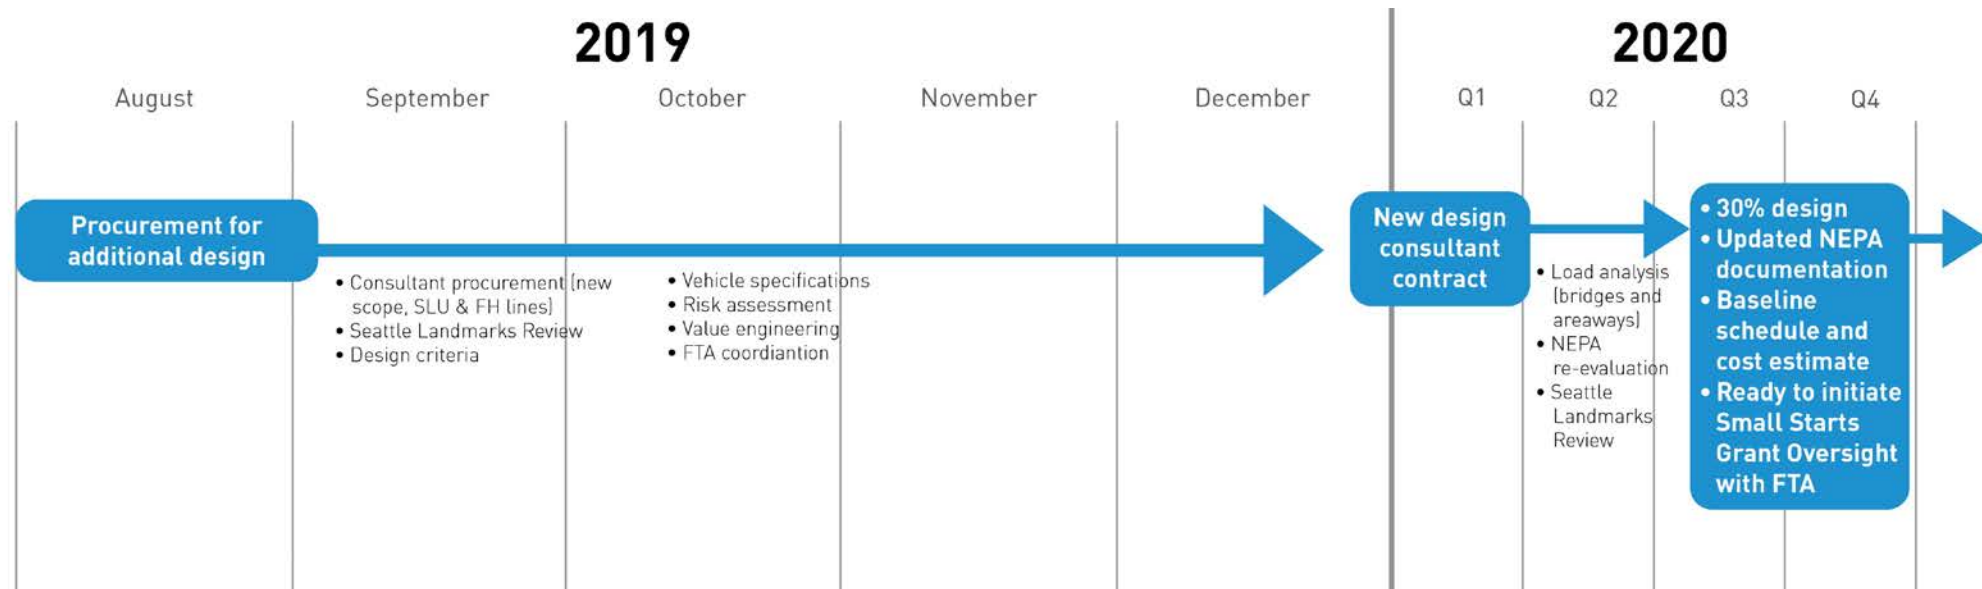 2019
2020
August
September
October
November
December
Q1
Q2
Q3
Q4
Procurement for
additional design
• Consultant procurement (new
scope, SLU & FH lines)
• Seattle Landmarks Review
• Design criteria
• Vehicle specifications
• Risk assessment
• Value engineering
• FTA coordiantion
New design
consultant
contract
• Load analysis
(bridges and
areaways)
• NEPA
re-evaluation
• Seattle
Landmarks
Review
• 30% design
• Updated NEPA
documentation
• Baseline
schedule and
cost estimate
• Ready to initiate
Small Starts
Grant Oversight
with FTA